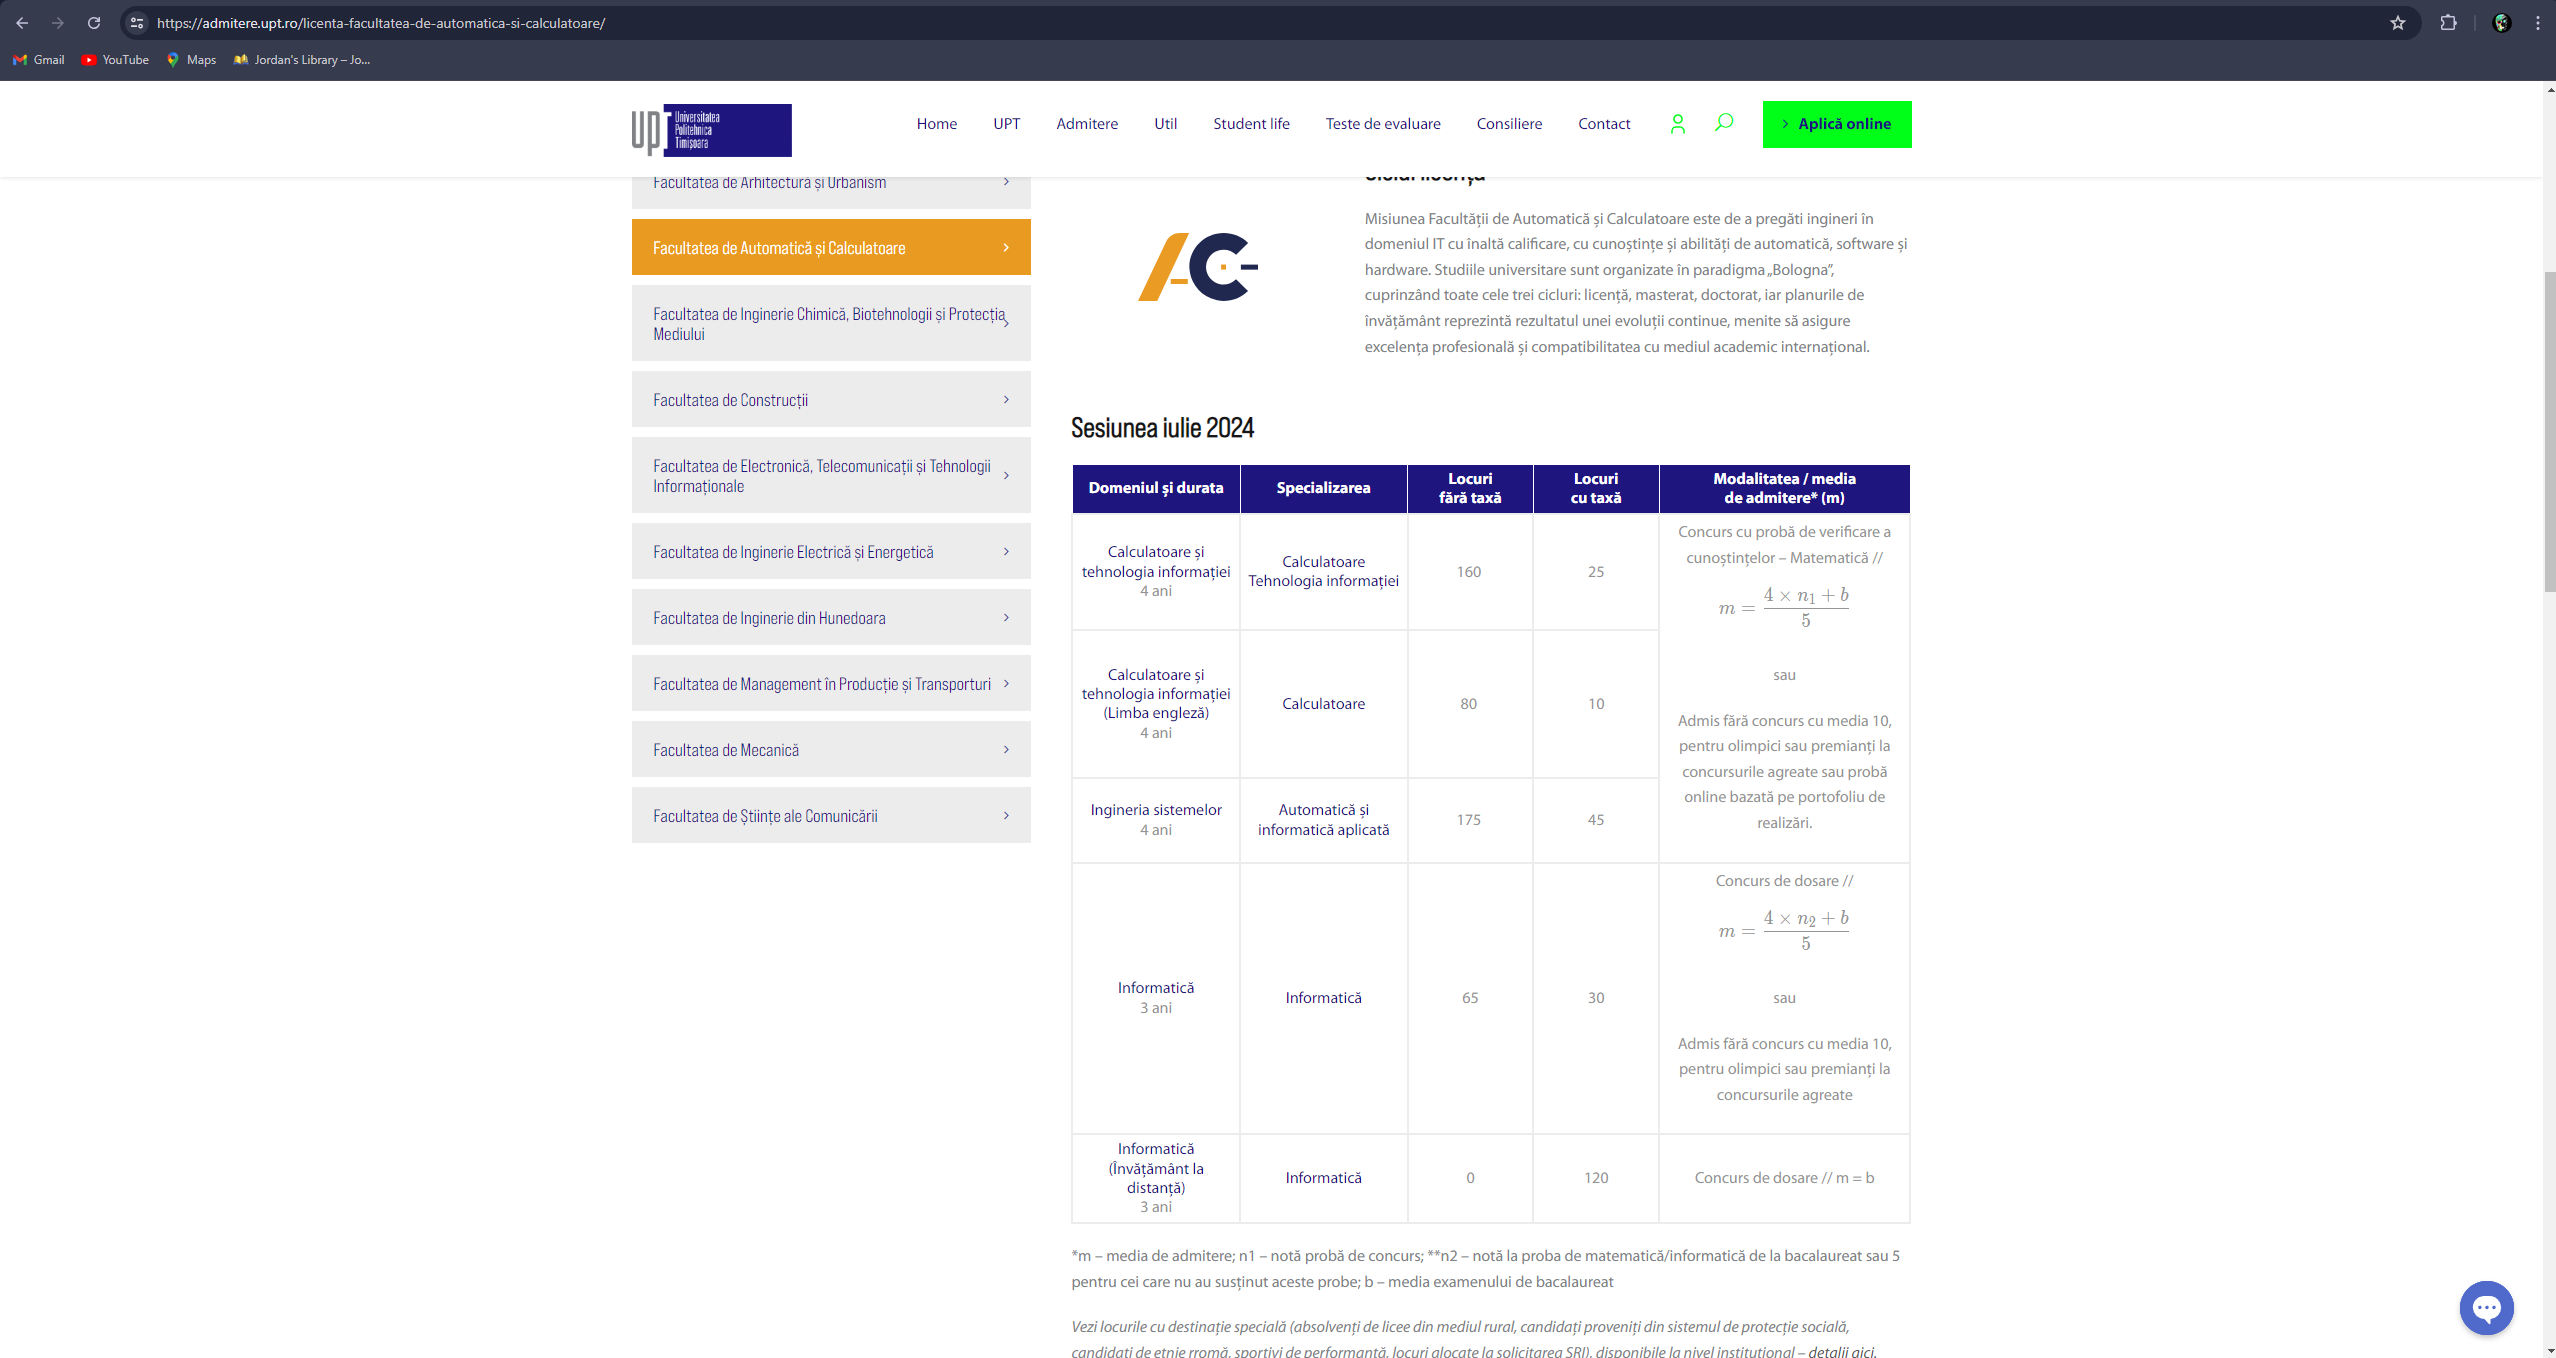 https://admitere.upt.ro/licenta-facultatea-de-automatica-si-calculatoare/
Gmail
YouTube
Maps
Jordan's Library – Jo...
upt
Universitatea
Politehnica
Timișoara
Home
UPT
Admitere
Util
Student life
Teste de evaluare
Consiliere
Contact
Aplică online
Facultatea de Arhitectură și Urbanism
Facultatea de Automatică și Calculatoare
Facultatea de Inginerie Chimică, Biotehnologii și Protecția
Mediului
Facultatea de Construcții
Facultatea de Electronică, Telecomunicații și Tehnologii
Informaționale
Facultatea de Inginerie Electrică și Energetică
Facultatea de Inginerie din Hunedoara
Facultatea de Management în Producție și Transporturi
Facultatea de Mecanică
Facultatea de Științe ale Comunicării
AC
Ciclul licență
Misiunea Facultății de Automatică și Calculatoare este de a pregăti ingineri în
domeniul IT cu înaltă calificare, cu cunoștințe și abilități de automatică, software și
hardware. Studiile universitare sunt organizate în paradigma „Bologna”,
cuprinzând toate cele trei cicluri: licență, masterat, doctorat, iar planurile de
învățământ reprezintă rezultatul unei evoluții continue, menite să asigure
excelența profesională și compatibilitatea cu mediul academic internațional.
Sesiunea iulie 2024
Domeniul și durata
Specializarea
Locuri
fără taxă
Locuri
cu taxă
Modalitatea / media
de admitere* (m)
Calculatoare și
tehnologia informației
4 ani
Calculatoare
Tehnologia informației
160
25
Concurs cu probă de verificare a
cunoștințelor – Matematică //
m = (4 × n₁ + b) / 5
sau
Admis fără concurs cu media 10,
pentru olimpici sau premianți la
concursurile agreate sau probă
online bazată pe portofoliu de
realizări.
Calculatoare și
tehnologia informației
(Limba engleză)
4 ani
Calculatoare
80
10
Ingineria sistemelor
4 ani
Automatică și
informatică aplicată
175
45
Informatică
3 ani
Informatică
65
30
Concurs de dosare //
m = (4 × n₂ + b) / 5
sau
Admis fără concurs cu media 10,
pentru olimpici sau premianți la
concursurile agreate
Informatică
(Învățământ la
distanță)
3 ani
Informatică
0
120
Concurs de dosare // m = b
*m – media de admitere; n1 – notă probă de concurs; **n2 – notă la proba de matematică/informatică de la bacalaureat sau 5
pentru cei care nu au susținut aceste probe; b – media examenului de bacalaureat
Vezi locurile cu destinație specială (absolvenți de licee din mediul rural, candidați proveniți din sistemul de protecție socială,
candidați de etnie rromă, sportivi de performanță, locuri alocate la solicitarea SRI), disponibile la nivel instituțional – detalii aici.